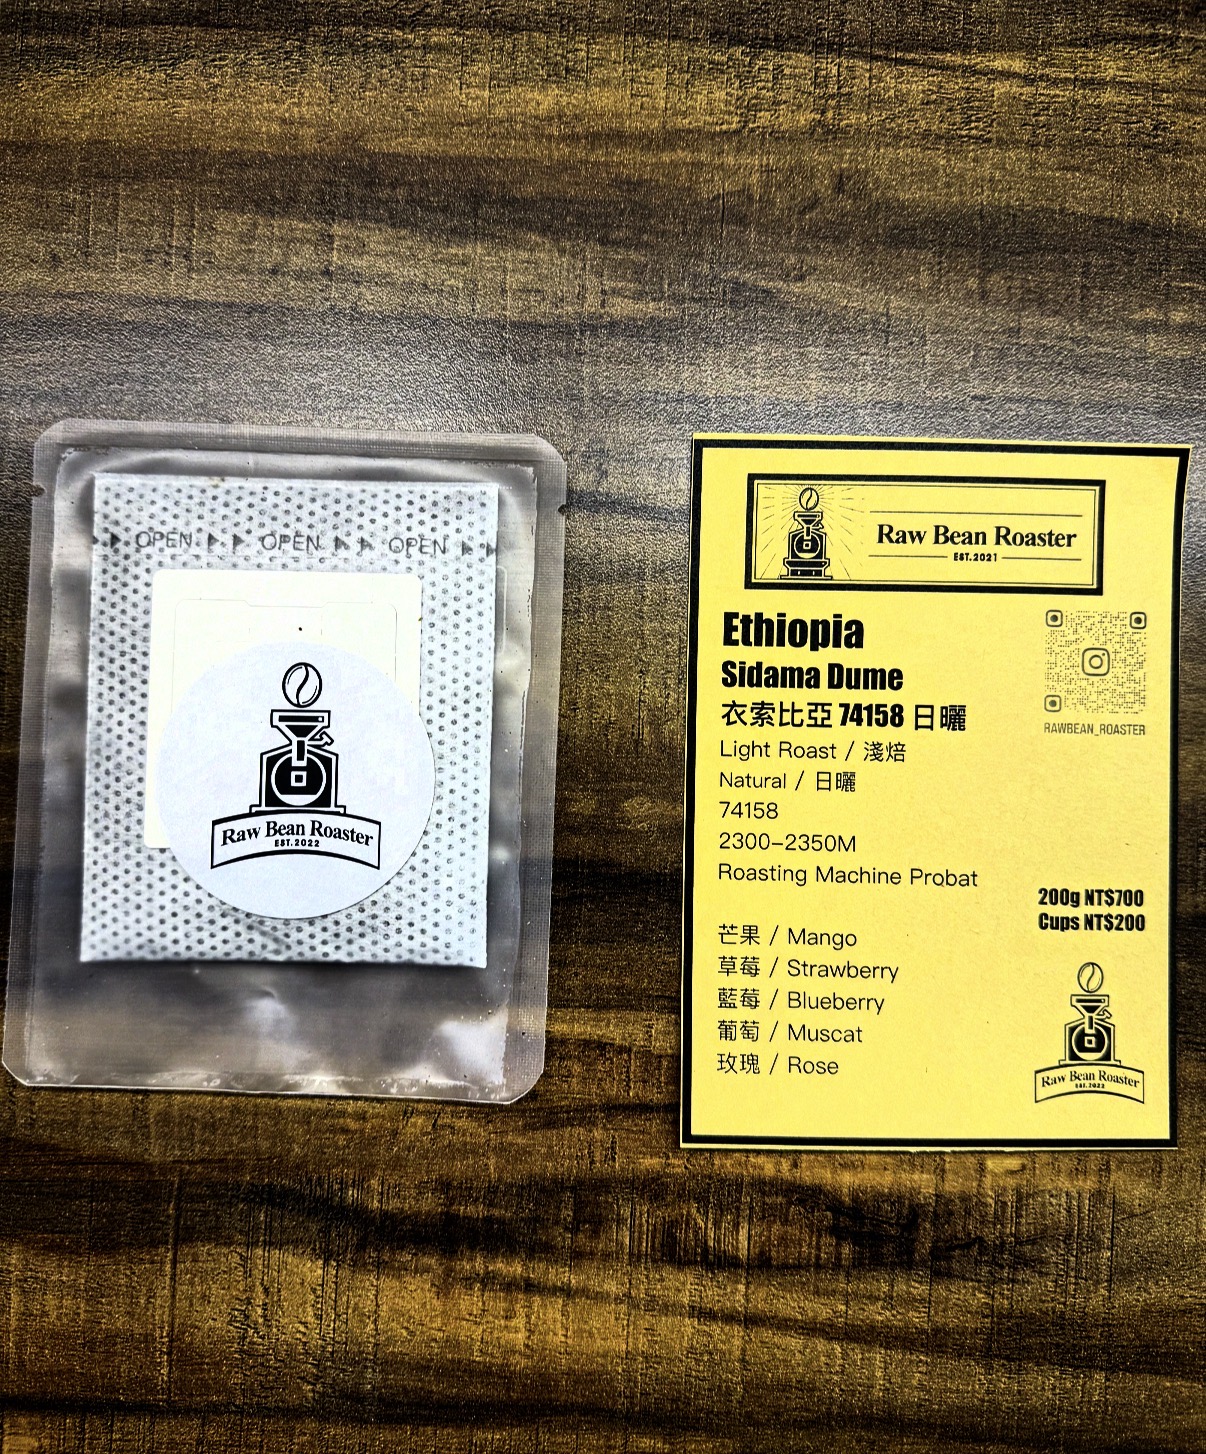 OPEN OPEN OPEN
Raw Bean Roaster
EST.2022
Raw Bean Roaster
EST.2021
Ethiopia
Sidama Dume
衣索比亞 74158 日曬
Light Roast / 淺焙
Natural / 日曬
74158
2300-2350M
Roasting Machine Probat
RAWBEAN_ROASTER
200g NT$700
Cups NT$200
芒果 / Mango
草莓 / Strawberry
藍莓 / Blueberry
葡萄 / Muscat
玫瑰 / Rose
Raw Bean Roaster
EST.2022